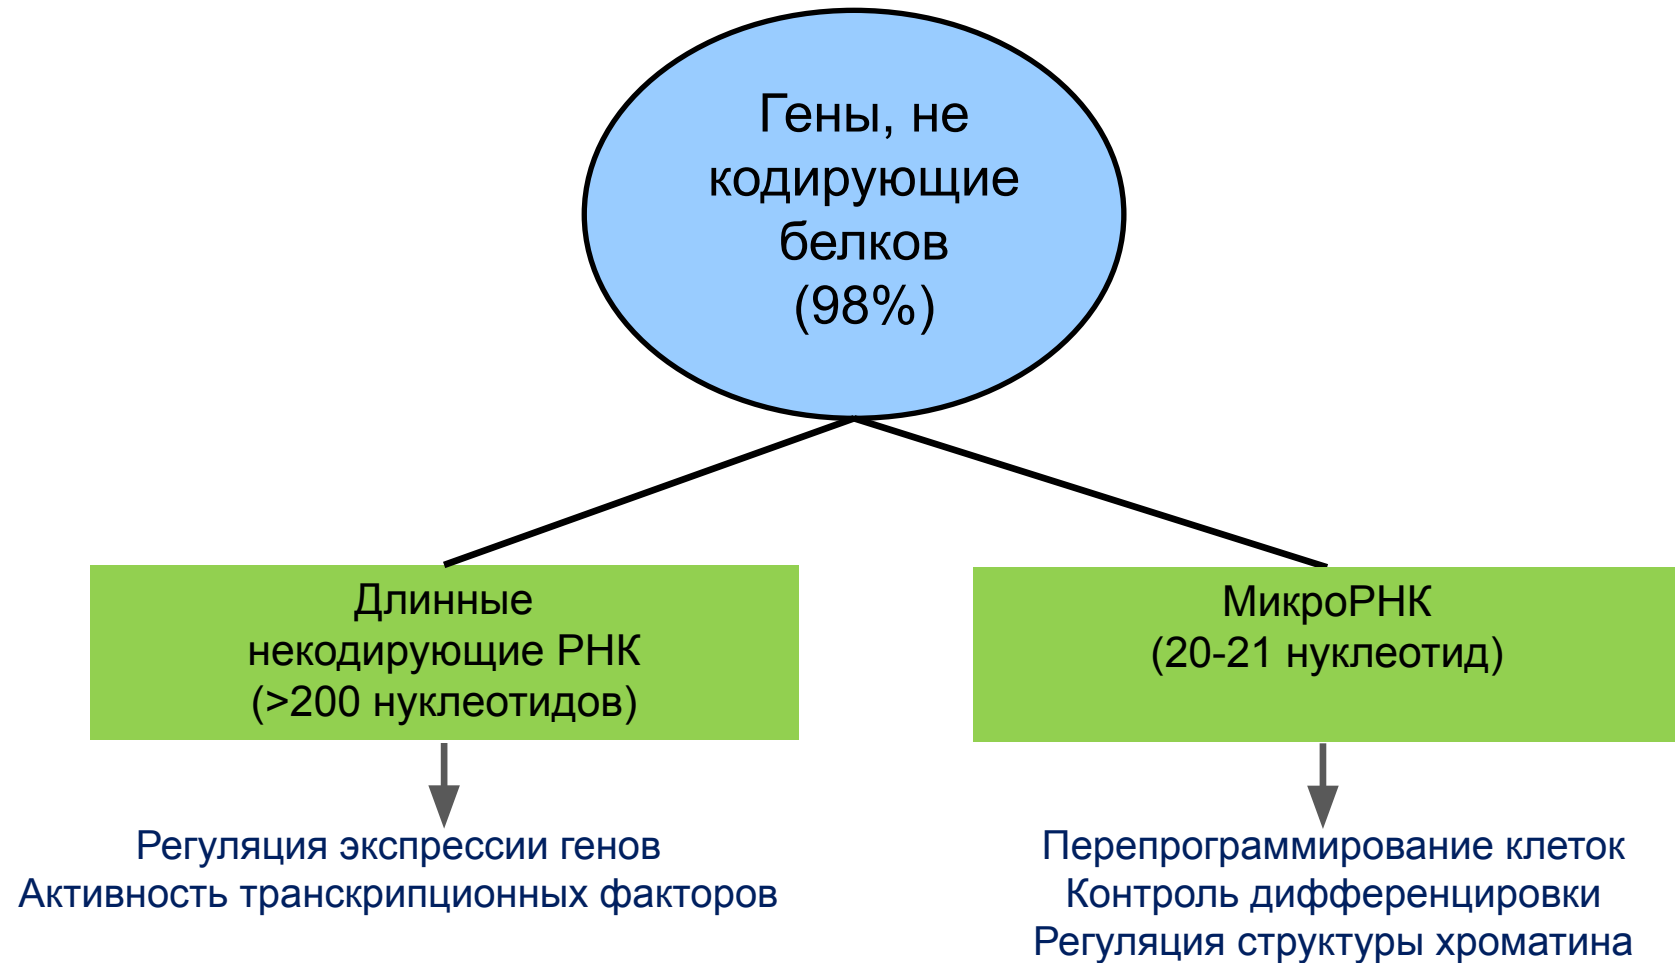 Гены, не
кодирующие
белков
(98%)
Длинные
некодирующие РНК
(>200 нуклеотидов)
МикроРНК
(20-21 нуклеотид)
Регуляция экспрессии генов
Активность транскрипционных факторов
Перепрограммирование клеток
Контроль дифференцировки
Регуляция структуры хроматина